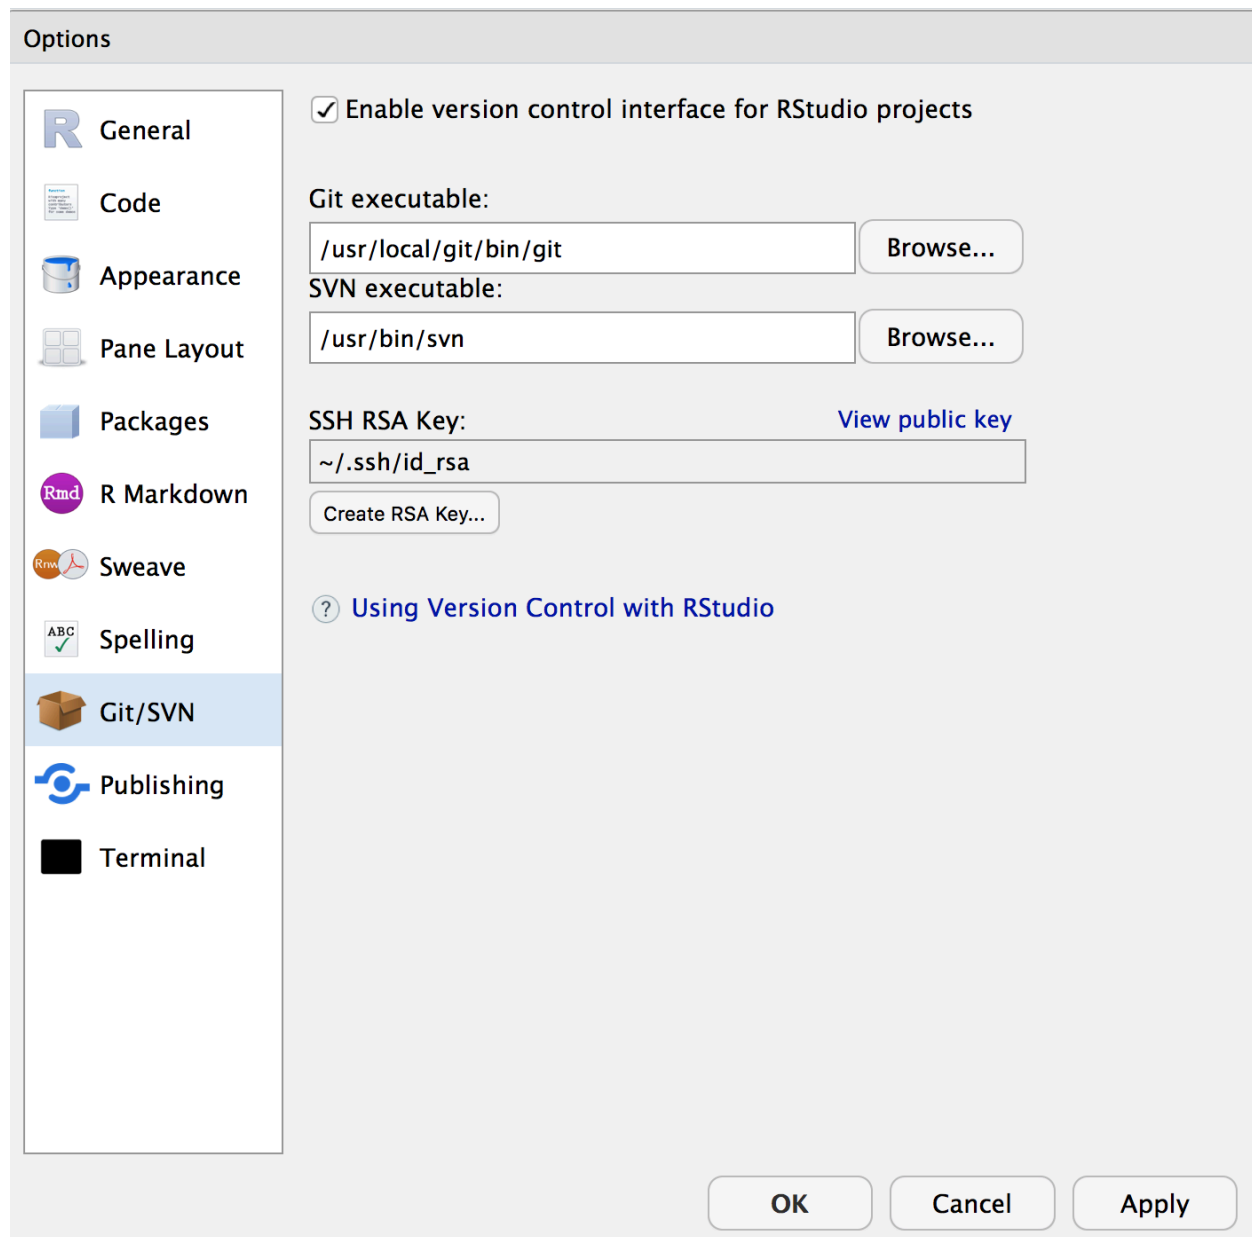 Options
General
Code
Appearance
Pane Layout
Packages
Rmd
R Markdown
Rnw
Sweave
ABC
Spelling
Git/SVN
Publishing
Terminal
Enable version control interface for RStudio projects
Git executable:
/usr/local/git/bin/git
Browse...
SVN executable:
/usr/bin/svn
Browse...
SSH RSA Key:
View public key
~/.ssh/id_rsa
Create RSA Key...
? Using Version Control with RStudio
OK
Cancel
Apply